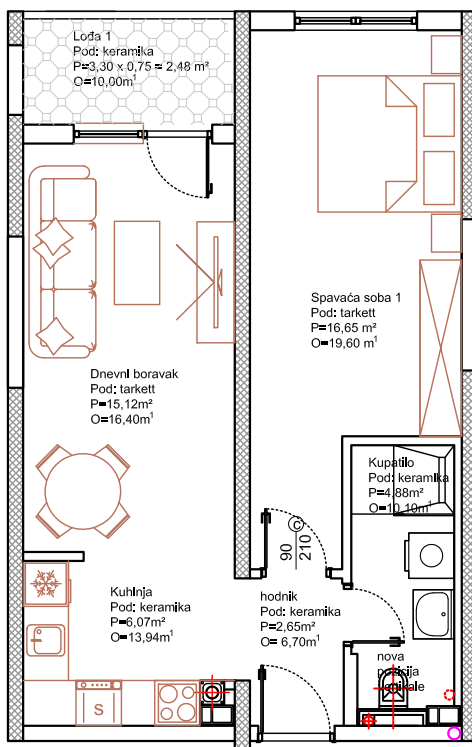 Lođa 1
Pod: keramika
P=3,30 x 0,75 = 2,48 m²
O=10,00m¹
Spavaća soba 1
Pod: tarkett
P=16,65 m²
O=19,60 m¹
Dnevni boravak
Pod: tarkett
P=15,12m²
O=16,40m¹
Kupatilo
Pod: keramika
P=4,88m²
O=10,10m¹
C
90
210
Kuhinja
Pod: keramika
P=6,07m²
O=13,94m¹
hodnik
Pod: keramika
P=2,65m²
O= 6,70m¹
nova
pozicija
S